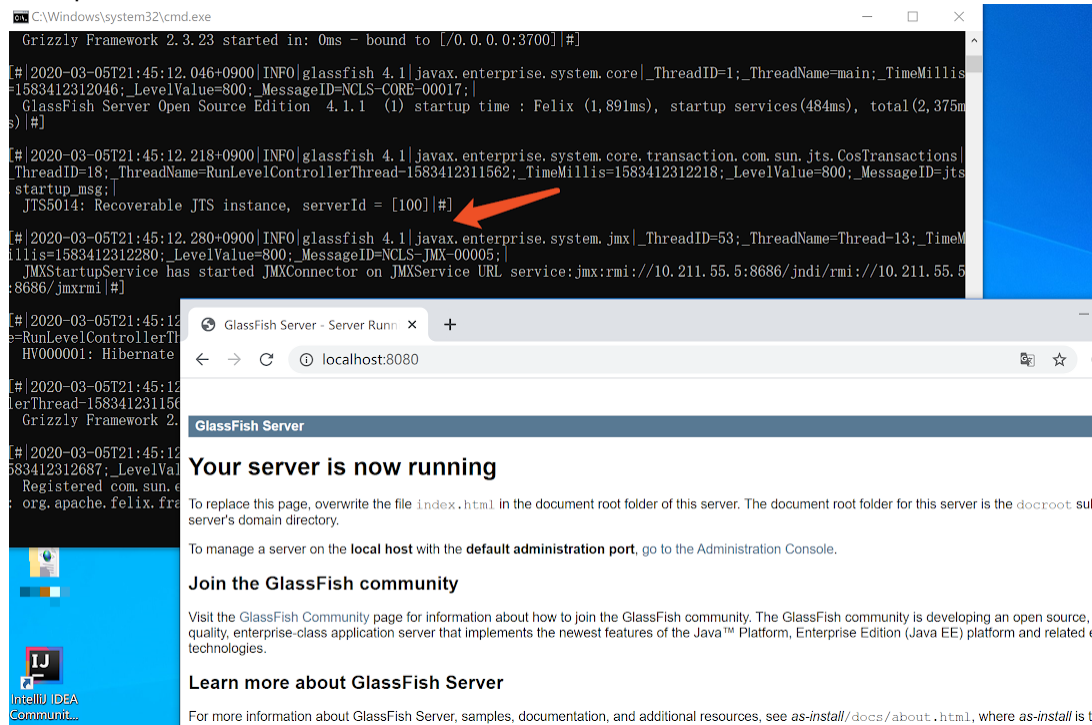 C:\Windows\system32\cmd.exe
Grizzly Framework 2.3.23 started in: 0ms - bound to [/0.0.0.0:3700]|#]
[#|2020-03-05T21:45:12.046+0900|INFO|glassfish 4.1|javax.enterprise.system.core|_ThreadID=1;_ThreadName=main;_TimeMillis
=1583412312046;_LevelValue=800;_MessageID=NCLS-CORE-00017;|
GlassFish Server Open Source Edition  4.1.1  (1) startup time : Felix (1,891ms), startup services(484ms), total(2,375m
s)|#]
[#|2020-03-05T21:45:12.218+0900|INFO|glassfish 4.1|javax.enterprise.system.core.transaction.com.sun.jts.CosTransactions|
_ThreadID=18;_ThreadName=RunLevelControllerThread-1583412311562;_TimeMillis=1583412312218;_LevelValue=800;_MessageID=jts
.startup_msg;|
JTS5014: Recoverable JTS instance, serverId = [100]|#]
[#|2020-03-05T21:45:12.280+0900|INFO|glassfish 4.1|javax.enterprise.system.jmx|_ThreadID=53;_ThreadName=Thread-13;_TimeM
illis=1583412312280;_LevelValue=800;_MessageID=NCLS-JMX-00005;|
JMXStartupService has started JMXConnector on JMXService URL service:jmx:rmi://10.211.55.5:8686/jndi/rmi://10.211.55.5
:8686/jmxrmi|#]
[#|2020-03-05T21:45:12
e=RunLevelControllerTh
HV000001: Hibernate
[#|2020-03-05T21:45:12
lerThread-158341231156
Grizzly Framework 2.
[#|2020-03-05T21:45:12
583412312687;_LevelVal
Registered com.sun.e
: org.apache.felix.fra
GlassFish Server - Server Runn
localhost:8080
GlassFish Server
Your server is now running
To replace this page, overwrite the file index.html in the document root folder of this server. The document root folder for this server is the docroot su
server's domain directory.
To manage a server on the local host with the default administration port, go to the Administration Console.
Join the GlassFish community
Visit the GlassFish Community page for information about how to join the GlassFish community. The GlassFish community is developing an open source,
quality, enterprise-class application server that implements the newest features of the Java™ Platform, Enterprise Edition (Java EE) platform and related e
technologies.
Learn more about GlassFish Server
For more information about GlassFish Server, samples, documentation, and additional resources, see as-install/docs/about.html, where as-install is
IJ
IntelliJ IDEA
Communit...